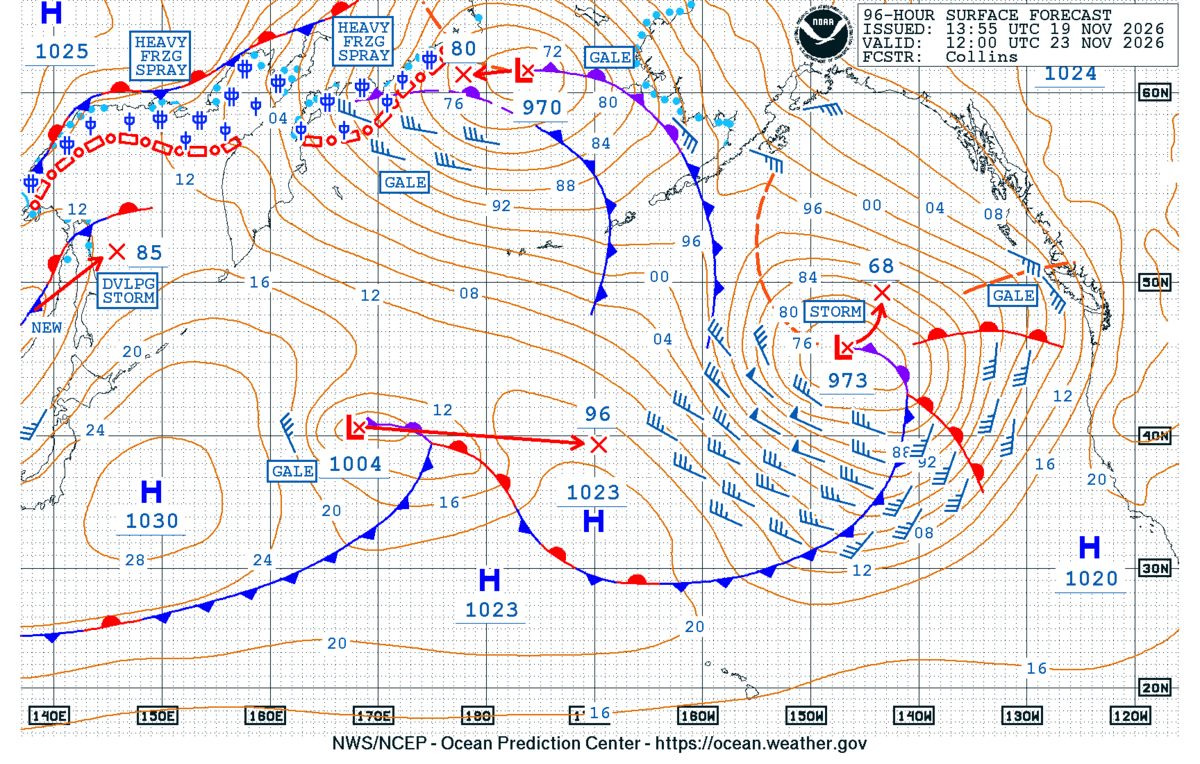 96-HOUR SURFACE FORECAST
ISSUED: 13:55 UTC 19 NOV 2026
VALID: 12:00 UTC 23 NOV 2026
FCSTR: Collins
NOAA
H
1025
HEAVY
FRZG
SPRAY
HEAVY
FRZG
SPRAY
80
72
L
970
76
GALE
80
1024
60N
04
84
12
GALE
88
92
12
96
00
04
08
85
DVLPG
STORM
NEW
16
12
08
00
96
68
84
80
STORM
76
L
973
GALE
50N
20
04
12
24
L
1004
12
96
GALE
88
92
40N
16
20
H
1030
20
16
1023
H
08
28
24
12
H
1020
30N
H
1023
20
20
16
20N
16
140E
150E
160E
170E
180
160W
150W
140W
130W
120W
NWS/NCEP - Ocean Prediction Center - https://ocean.weather.gov